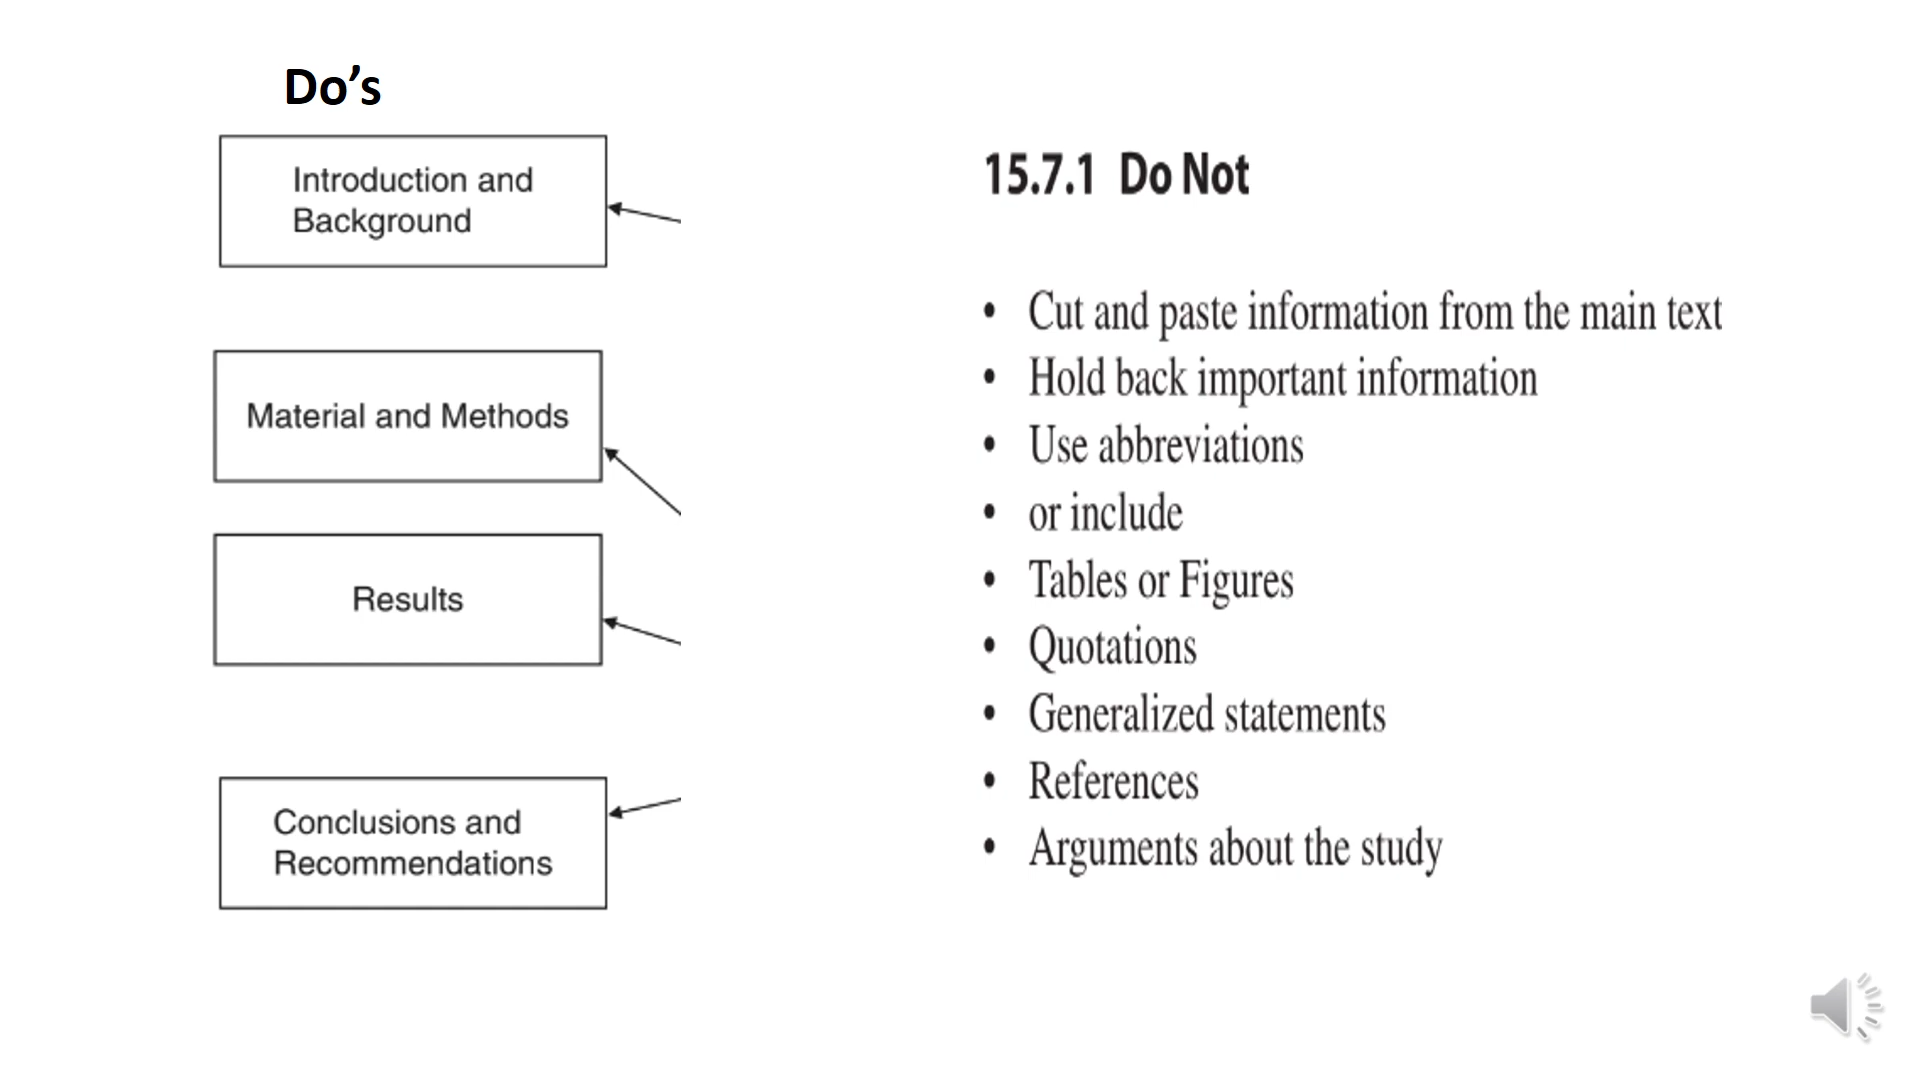 Do’s
Introduction and
Background
Material and Methods
Results
Conclusions and
Recommendations
15.7.1 Do Not
• Cut and paste information from the main text
• Hold back important information
• Use abbreviations
• or include
• Tables or Figures
• Quotations
• Generalized statements
• References
• Arguments about the study